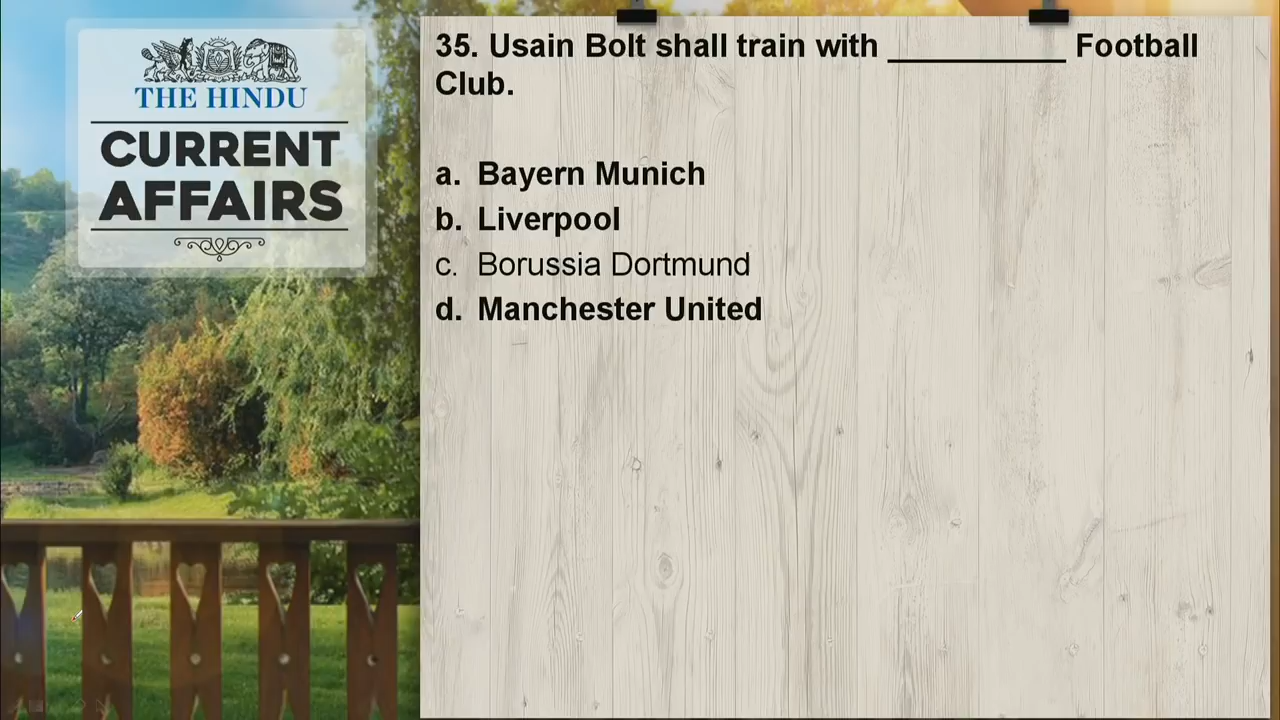 THE HINDU
CURRENT
AFFAIRS
35. Usain Bolt shall train with ___________ Football
Club.
a. Bayern Munich
b. Liverpool
c. Borussia Dortmund
d. Manchester United